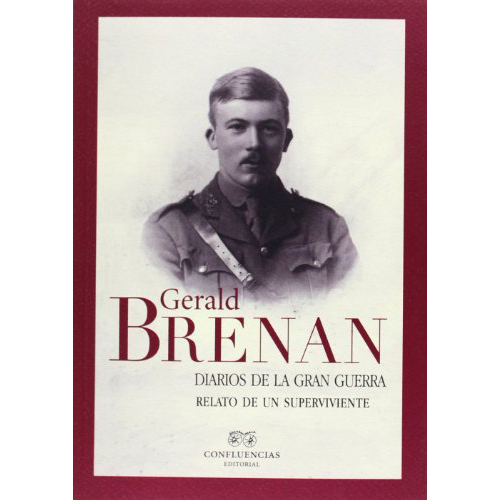 Gerald
BRENAN
DIARIOS DE LA GRAN GUERRA
RELATO DE UN SUPERVIVIENTE
CONFLUENCIAS
EDITORIAL